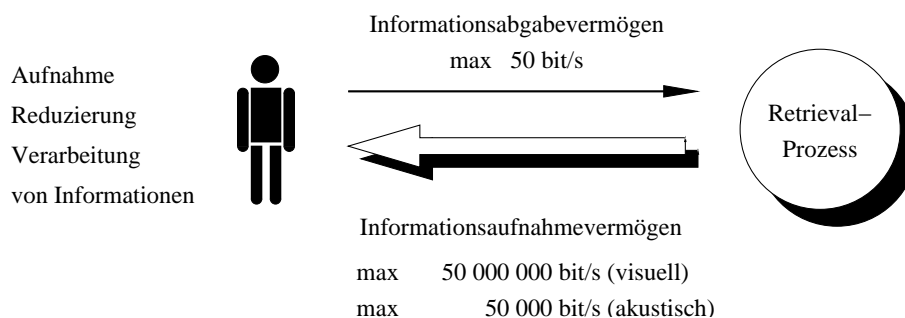 Informationsabgabevermögen
max 50 bit/s
Aufnahme
Reduzierung
Verarbeitung
von Informationen
Retrieval–
Prozess
Informationsaufnahmevermögen
max 50 000 000 bit/s (visuell)
max 50 000 bit/s (akustisch)